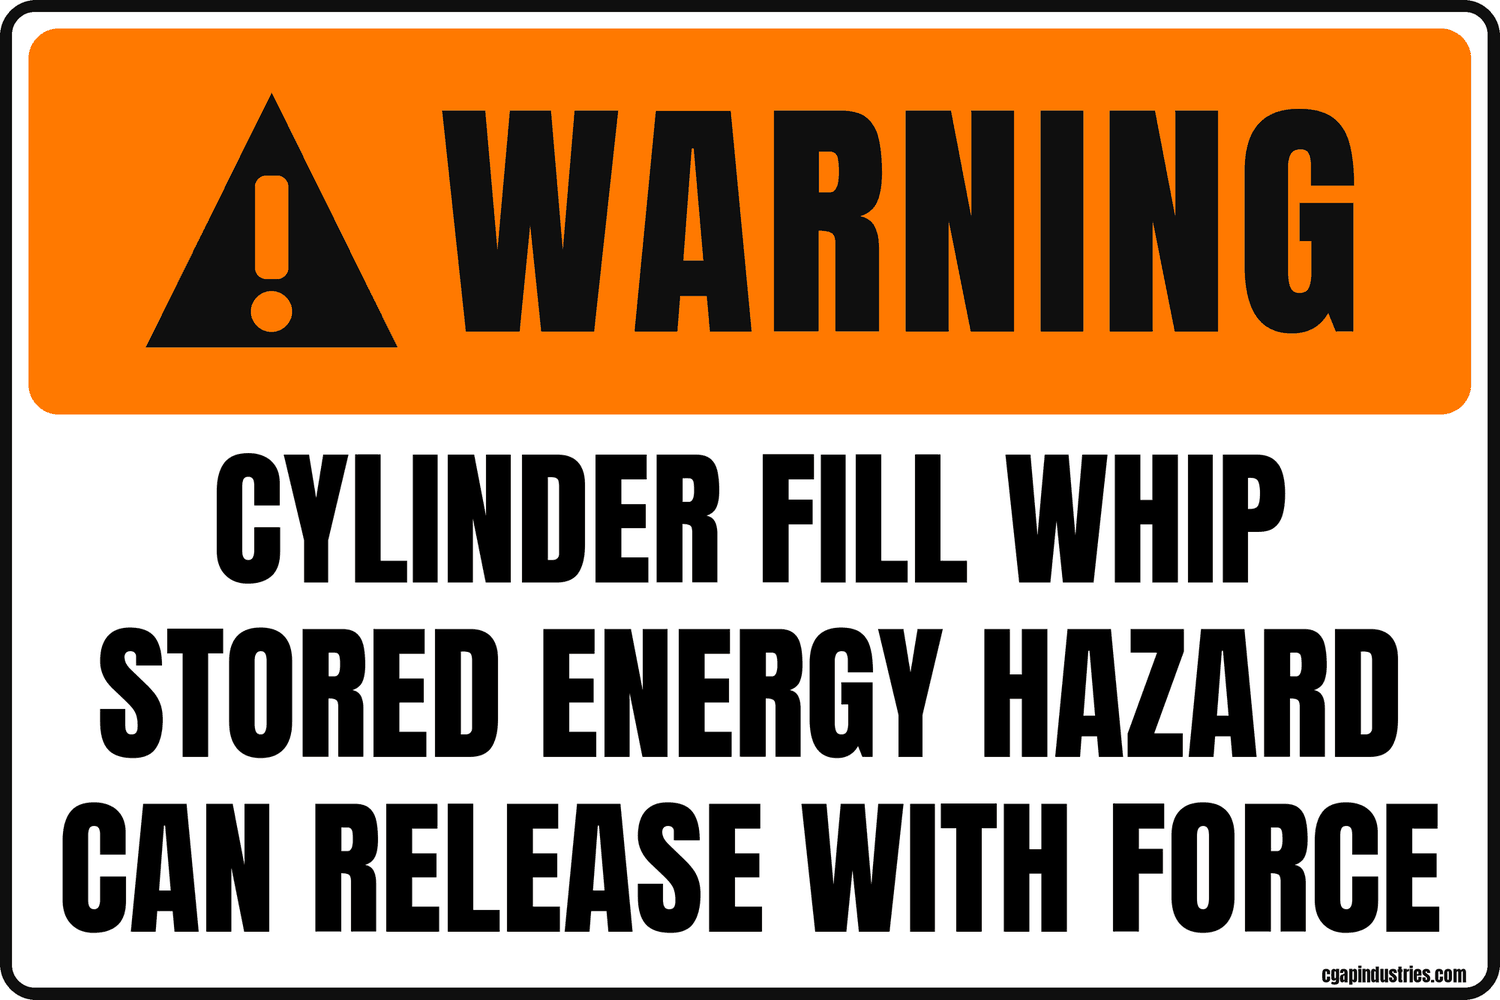 WARNING
CYLINDER FILL WHIP
STORED ENERGY HAZARD
CAN RELEASE WITH FORCE
cgapindustries.com